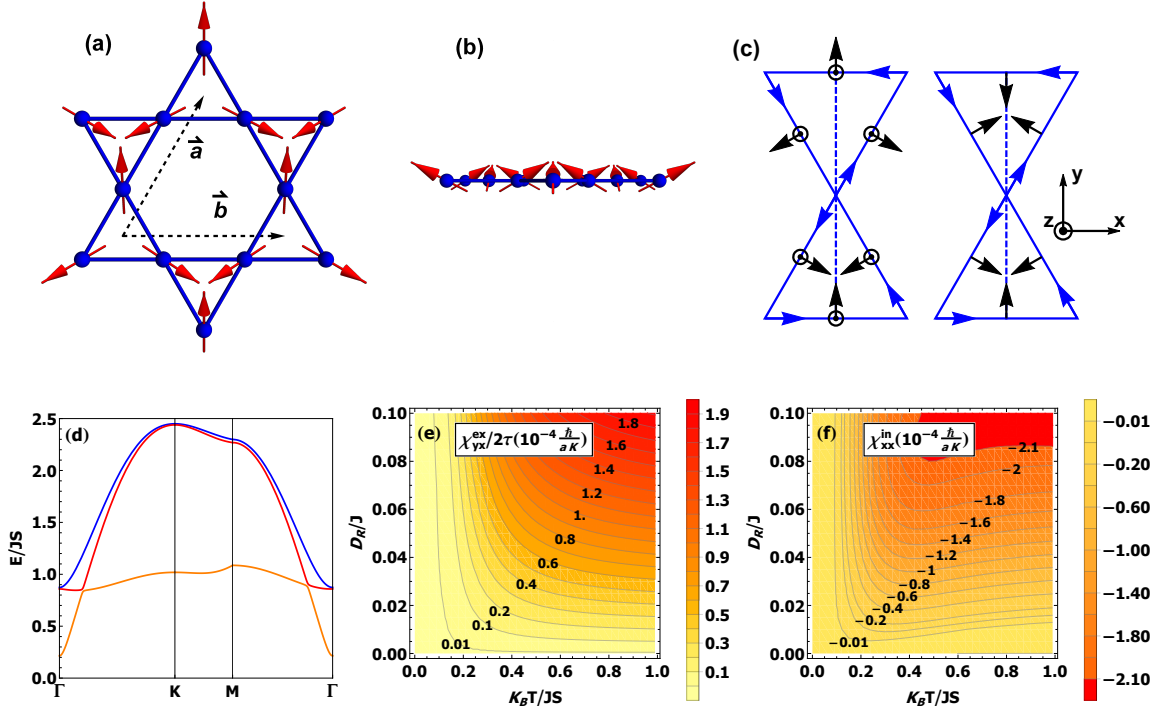 (a)
(b)
(c)
a
b
y
z
x
(d)
E/JS
2.5
2.0
1.5
1.0
0.5
0.0
Γ
K
M
Γ
(e)
χ_yx^ex/2τ(10^-4 ħ/aK)
D_R/J
0.10
0.08
0.06
0.04
0.02
0.00
1.8
1.6
1.4
1.2
1.
0.8
0.6
0.4
0.2
0.1
0.01
0.0 0.2 0.4 0.6 0.8 1.0
K_BT/JS
1.9
1.7
1.5
1.3
1.1
0.9
0.7
0.5
0.3
0.1
(f)
χ_xx^in(10^-4 ħ/aK)
D_R/J
0.10
0.08
0.06
0.04
0.02
0.00
−2.1
−2
−1.8
−1.6
−1.4
−1.2
−1
−0.8
−0.6
−0.4
−0.2
−0.01
0.0 0.2 0.4 0.6 0.8 1.0
K_BT/JS
−0.01
−0.20
−0.60
−1.00
−1.40
−1.80
−2.10